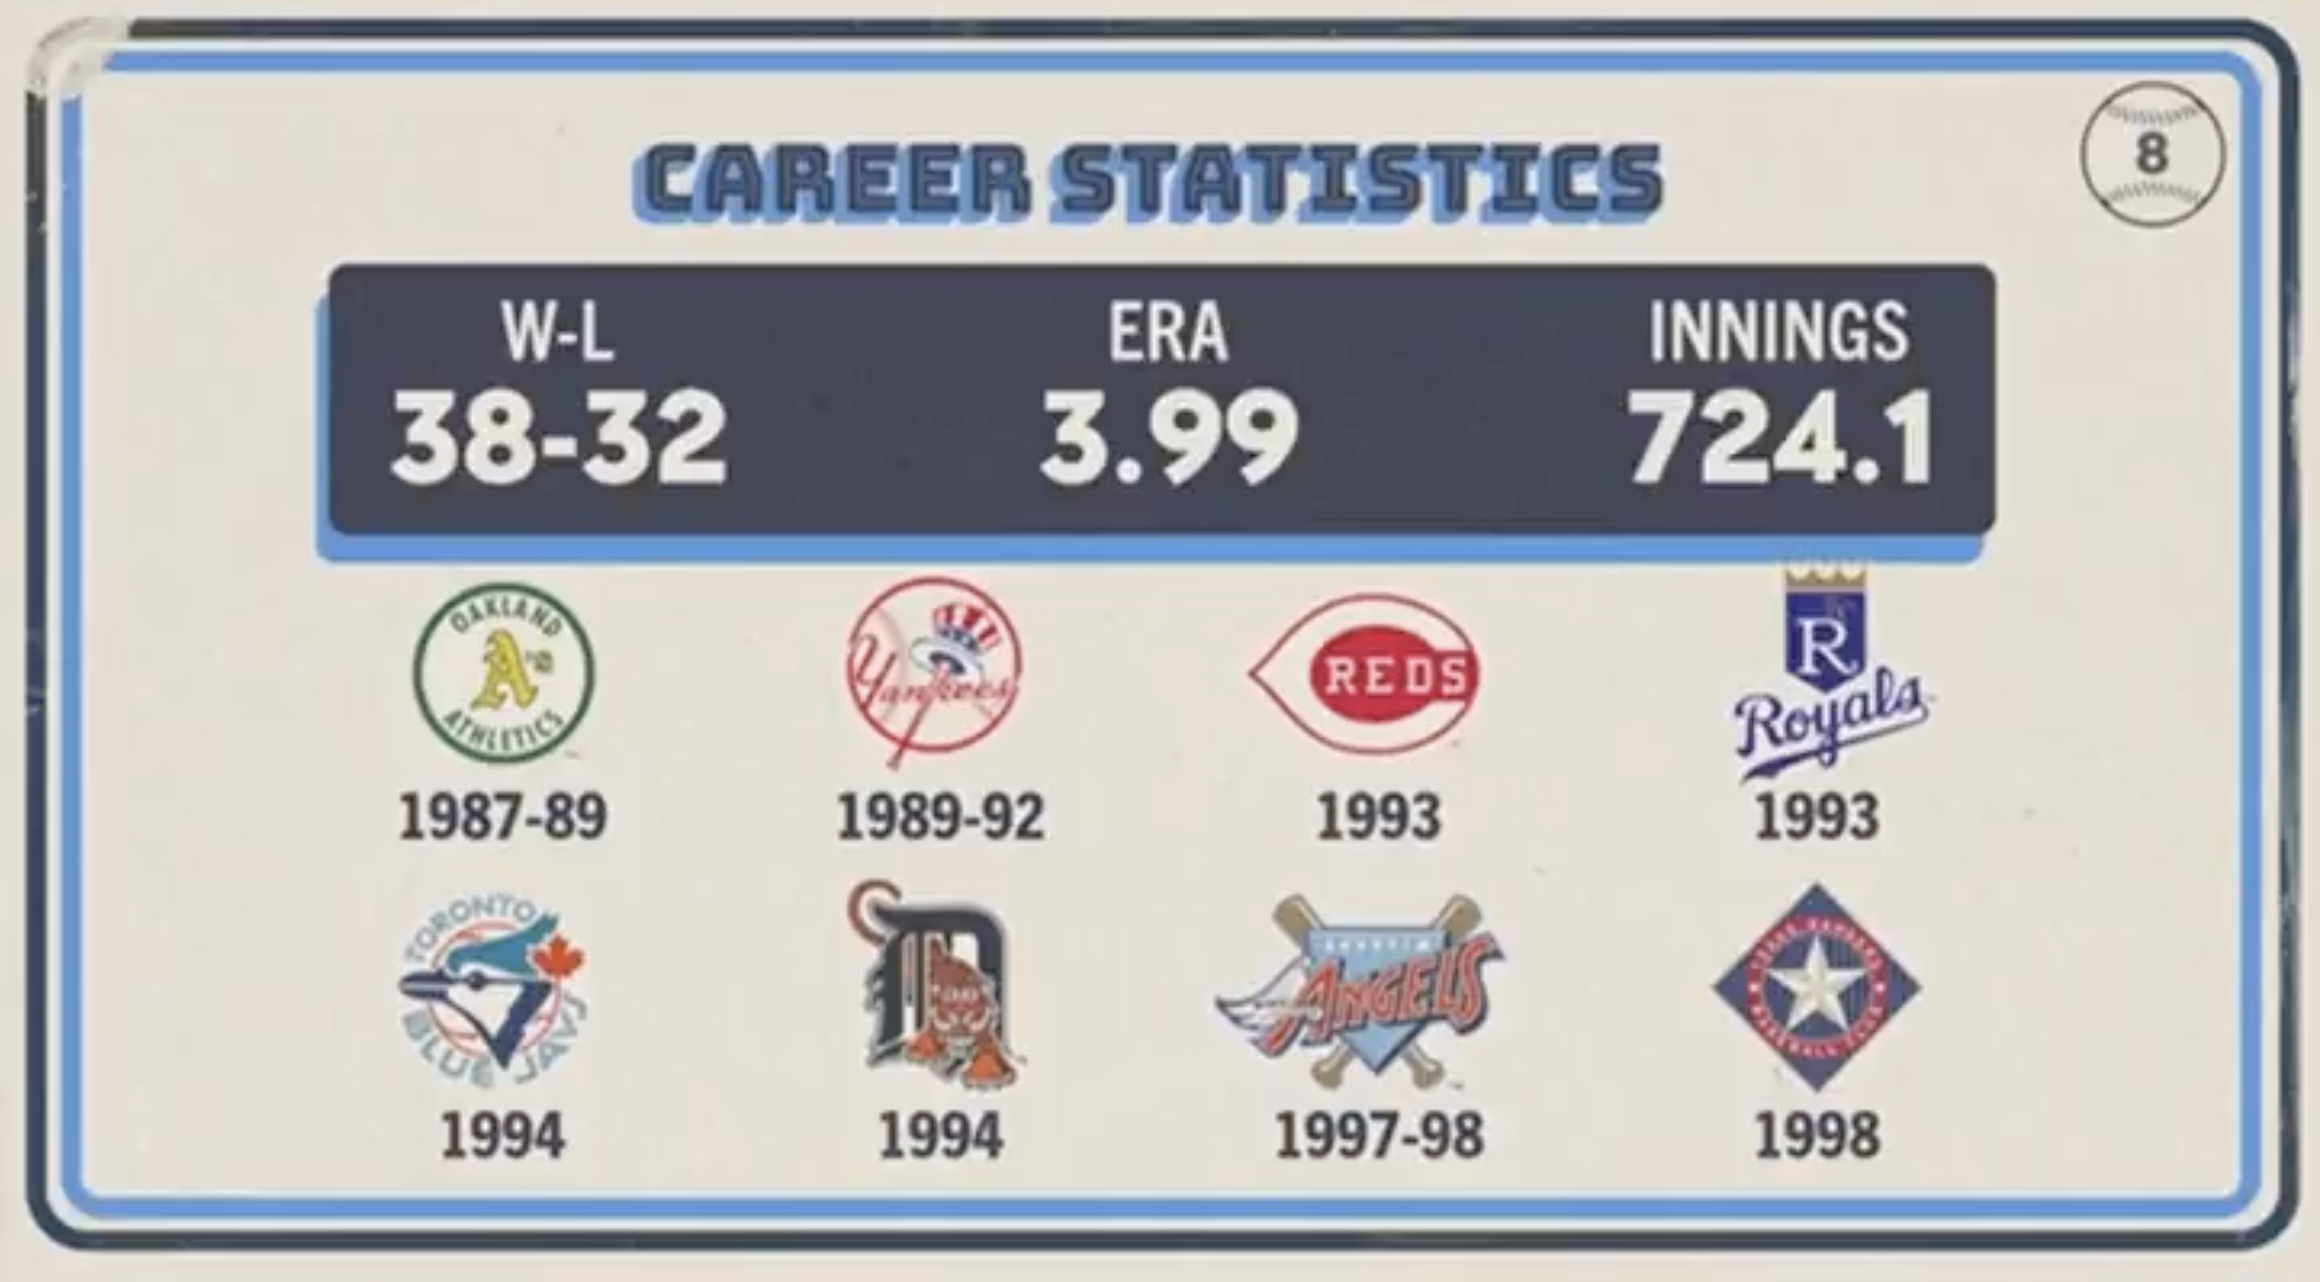 CAREER STATISTICS
8
W-L ERA INNINGS
38-32 3.99 724.1
OAKLAND
A's
ATHLETICS
Yankees
REDS
R
Royals
1987-89 1989-92 1993 1993
TORONTO
BLUE JAYS
D
ANAHEIM
ANGELS
TEXAS RANGERS
BASEBALL CLUB
1994 1994 1997-98 1998